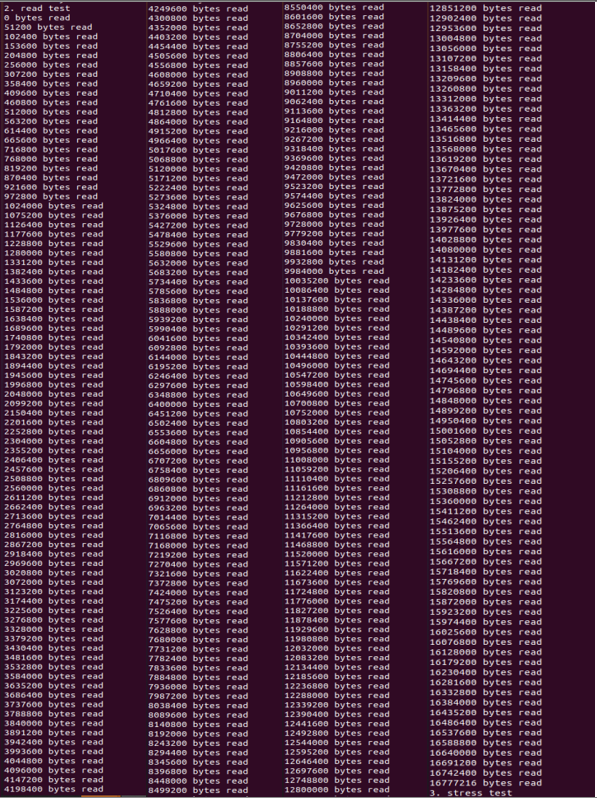 2. read test
0 bytes read
51200 bytes read
102400 bytes read
153600 bytes read
204800 bytes read
256000 bytes read
307200 bytes read
358400 bytes read
409600 bytes read
460800 bytes read
512000 bytes read
563200 bytes read
614400 bytes read
665600 bytes read
716800 bytes read
768000 bytes read
819200 bytes read
870400 bytes read
921600 bytes read
972800 bytes read
1024000 bytes read
1075200 bytes read
1126400 bytes read
1177600 bytes read
1228800 bytes read
1280000 bytes read
1331200 bytes read
1382400 bytes read
1433600 bytes read
1484800 bytes read
1536000 bytes read
1587200 bytes read
1638400 bytes read
1689600 bytes read
1740800 bytes read
1792000 bytes read
1843200 bytes read
1894400 bytes read
1945600 bytes read
1996800 bytes read
2048000 bytes read
2099200 bytes read
2150400 bytes read
2201600 bytes read
2252800 bytes read
2304000 bytes read
2355200 bytes read
2406400 bytes read
2457600 bytes read
2508800 bytes read
2560000 bytes read
2611200 bytes read
2662400 bytes read
2713600 bytes read
2764800 bytes read
2816000 bytes read
2867200 bytes read
2918400 bytes read
2969600 bytes read
3020800 bytes read
3072000 bytes read
3123200 bytes read
3174400 bytes read
3225600 bytes read
3276800 bytes read
3328000 bytes read
3379200 bytes read
3430400 bytes read
3481600 bytes read
3532800 bytes read
3584000 bytes read
3635200 bytes read
3686400 bytes read
3737600 bytes read
3788800 bytes read
3840000 bytes read
3891200 bytes read
3942400 bytes read
3993600 bytes read
4044800 bytes read
4096000 bytes read
4147200 bytes read
4198400 bytes read
4249600 bytes read
4300800 bytes read
4352000 bytes read
4403200 bytes read
4454400 bytes read
4505600 bytes read
4556800 bytes read
4608000 bytes read
4659200 bytes read
4710400 bytes read
4761600 bytes read
4812800 bytes read
4864000 bytes read
4915200 bytes read
4966400 bytes read
5017600 bytes read
5068800 bytes read
5120000 bytes read
5171200 bytes read
5222400 bytes read
5273600 bytes read
5324800 bytes read
5376000 bytes read
5427200 bytes read
5478400 bytes read
5529600 bytes read
5580800 bytes read
5632000 bytes read
5683200 bytes read
5734400 bytes read
5785600 bytes read
5836800 bytes read
5888000 bytes read
5939200 bytes read
5990400 bytes read
6041600 bytes read
6092800 bytes read
6144000 bytes read
6195200 bytes read
6246400 bytes read
6297600 bytes read
6348800 bytes read
6400000 bytes read
6451200 bytes read
6502400 bytes read
6553600 bytes read
6604800 bytes read
6656000 bytes read
6707200 bytes read
6758400 bytes read
6809600 bytes read
6860800 bytes read
6912000 bytes read
6963200 bytes read
7014400 bytes read
7065600 bytes read
7116800 bytes read
7168000 bytes read
7219200 bytes read
7270400 bytes read
7321600 bytes read
7372800 bytes read
7424000 bytes read
7475200 bytes read
7526400 bytes read
7577600 bytes read
7628800 bytes read
7680000 bytes read
7731200 bytes read
7782400 bytes read
7833600 bytes read
7884800 bytes read
7936000 bytes read
7987200 bytes read
8038400 bytes read
8089600 bytes read
8140800 bytes read
8192000 bytes read
8243200 bytes read
8294400 bytes read
8345600 bytes read
8396800 bytes read
8448000 bytes read
8499200 bytes read
8550400 bytes read
8601600 bytes read
8652800 bytes read
8704000 bytes read
8755200 bytes read
8806400 bytes read
8857600 bytes read
8908800 bytes read
8960000 bytes read
9011200 bytes read
9062400 bytes read
9113600 bytes read
9164800 bytes read
9216000 bytes read
9267200 bytes read
9318400 bytes read
9369600 bytes read
9420800 bytes read
9472000 bytes read
9523200 bytes read
9574400 bytes read
9625600 bytes read
9676800 bytes read
9728000 bytes read
9779200 bytes read
9830400 bytes read
9881600 bytes read
9932800 bytes read
9984000 bytes read
10035200 bytes read
10086400 bytes read
10137600 bytes read
10188800 bytes read
10240000 bytes read
10291200 bytes read
10342400 bytes read
10393600 bytes read
10444800 bytes read
10496000 bytes read
10547200 bytes read
10598400 bytes read
10649600 bytes read
10700800 bytes read
10752000 bytes read
10803200 bytes read
10854400 bytes read
10905600 bytes read
10956800 bytes read
11008000 bytes read
11059200 bytes read
11110400 bytes read
11161600 bytes read
11212800 bytes read
11264000 bytes read
11315200 bytes read
11366400 bytes read
11417600 bytes read
11468800 bytes read
11520000 bytes read
11571200 bytes read
11622400 bytes read
11673600 bytes read
11724800 bytes read
11776000 bytes read
11827200 bytes read
11878400 bytes read
11929600 bytes read
11980800 bytes read
12032000 bytes read
12083200 bytes read
12134400 bytes read
12185600 bytes read
12236800 bytes read
12288000 bytes read
12339200 bytes read
12390400 bytes read
12441600 bytes read
12492800 bytes read
12544000 bytes read
12595200 bytes read
12646400 bytes read
12697600 bytes read
12748800 bytes read
12800000 bytes read
12851200 bytes read
12902400 bytes read
12953600 bytes read
13004800 bytes read
13056000 bytes read
13107200 bytes read
13158400 bytes read
13209600 bytes read
13260800 bytes read
13312000 bytes read
13363200 bytes read
13414400 bytes read
13465600 bytes read
13516800 bytes read
13568000 bytes read
13619200 bytes read
13670400 bytes read
13721600 bytes read
13772800 bytes read
13824000 bytes read
13875200 bytes read
13926400 bytes read
13977600 bytes read
14028800 bytes read
14080000 bytes read
14131200 bytes read
14182400 bytes read
14233600 bytes read
14284800 bytes read
14336000 bytes read
14387200 bytes read
14438400 bytes read
14489600 bytes read
14540800 bytes read
14592000 bytes read
14643200 bytes read
14694400 bytes read
14745600 bytes read
14796800 bytes read
14848000 bytes read
14899200 bytes read
14950400 bytes read
15001600 bytes read
15052800 bytes read
15104000 bytes read
15155200 bytes read
15206400 bytes read
15257600 bytes read
15308800 bytes read
15360000 bytes read
15411200 bytes read
15462400 bytes read
15513600 bytes read
15564800 bytes read
15616000 bytes read
15667200 bytes read
15718400 bytes read
15769600 bytes read
15820800 bytes read
15872000 bytes read
15923200 bytes read
15974400 bytes read
16025600 bytes read
16076800 bytes read
16128000 bytes read
16179200 bytes read
16230400 bytes read
16281600 bytes read
16332800 bytes read
16384000 bytes read
16435200 bytes read
16486400 bytes read
16537600 bytes read
16588800 bytes read
16640000 bytes read
16691200 bytes read
16742400 bytes read
16777216 bytes read
3. stress test